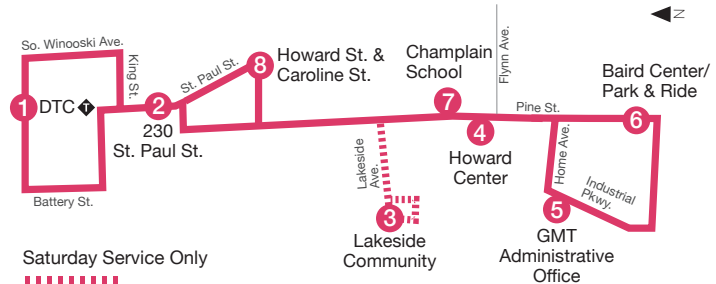 N
So. Winooski Ave.
King St.
1
DTC
T
2
230
St. Paul St.
Battery St.
St. Paul St.
8
Howard St. &
Caroline St.
Champlain
School
7
Flynn Ave.
Pine St.
Baird Center/
Park & Ride
6
4
Howard
Center
Lakeside
Ave.
3
Lakeside
Community
Home Ave.
Industrial
Pkwy.
5
GMT
Administrative
Office
Saturday Service Only